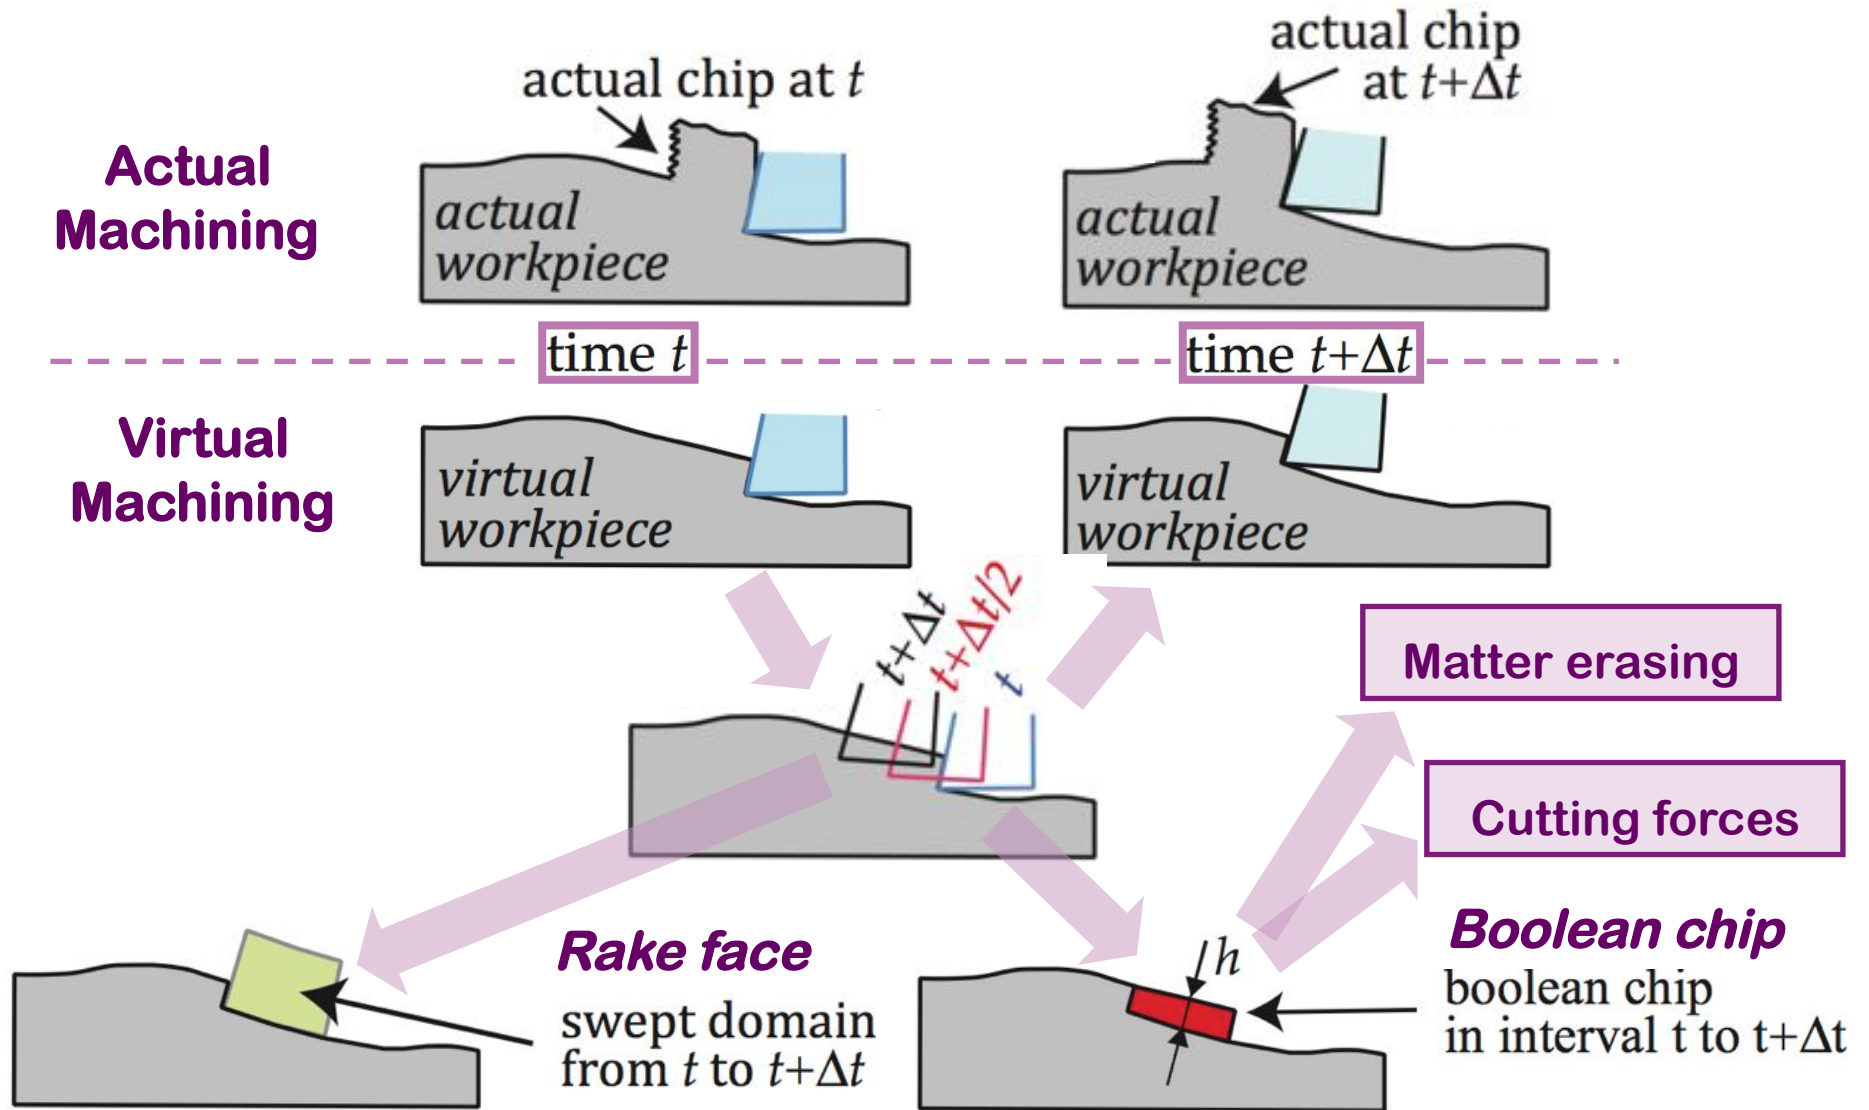 actual chip at t
actual chip
at t+Δt
Actual
Machining
actual
workpiece
actual
workpiece
time t
time t+Δt
Virtual
Machining
virtual
workpiece
virtual
workpiece
t+Δt
t+Δt/2
t
Matter erasing
Cutting forces
Rake face
swept domain
from t to t+Δt
h
Boolean chip
boolean chip
in interval t to t+Δt